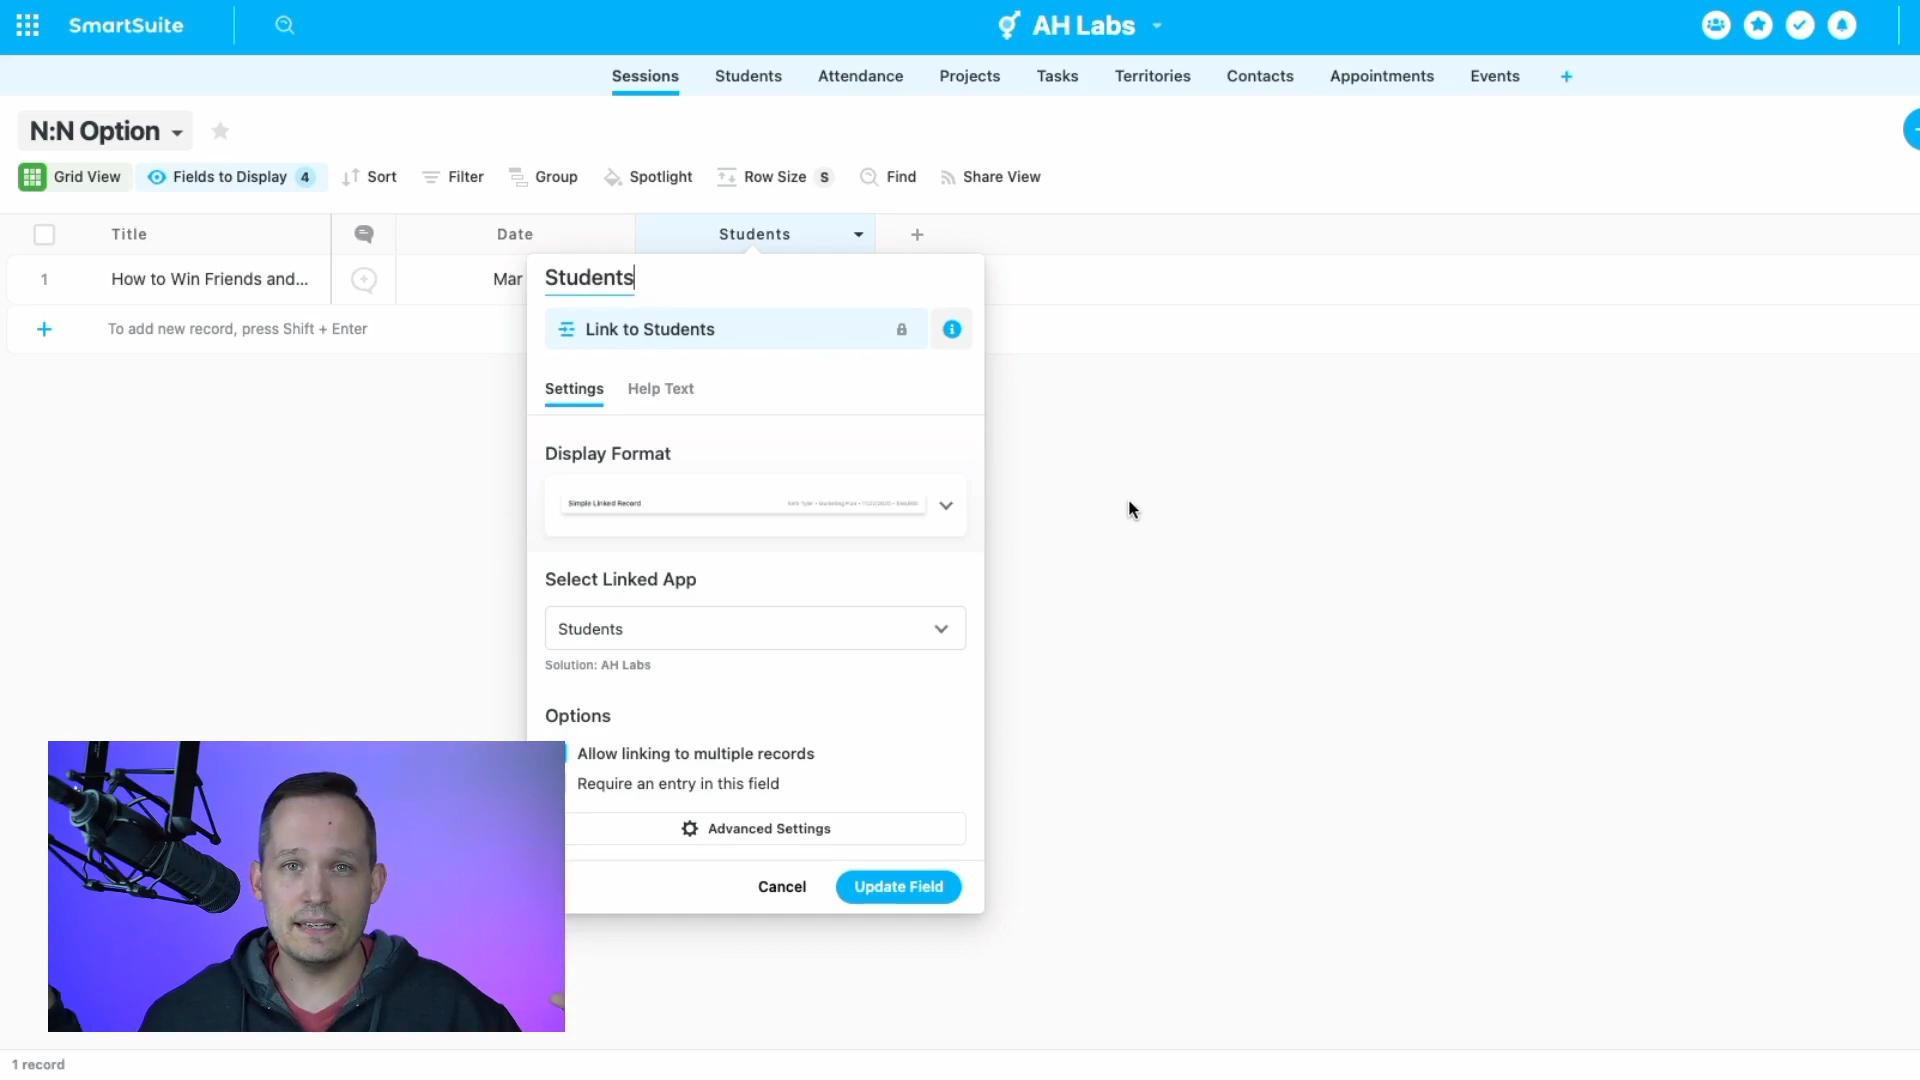 SmartSuite
AH Labs
Sessions Students Attendance Projects Tasks Territories Contacts Appointments Events +
N:N Option
Grid View Fields to Display 4 Sort Filter Group Spotlight Row Size S Find Share View
Title Date Students +
1 How to Win Friends and... Mar
+ To add new record, press Shift + Enter
Students
Link to Students
Settings Help Text
Display Format
Simple Linked Record
Select Linked App
Students
Solution: AH Labs
Options
Allow linking to multiple records
Require an entry in this field
Advanced Settings
Cancel Update Field
1 record